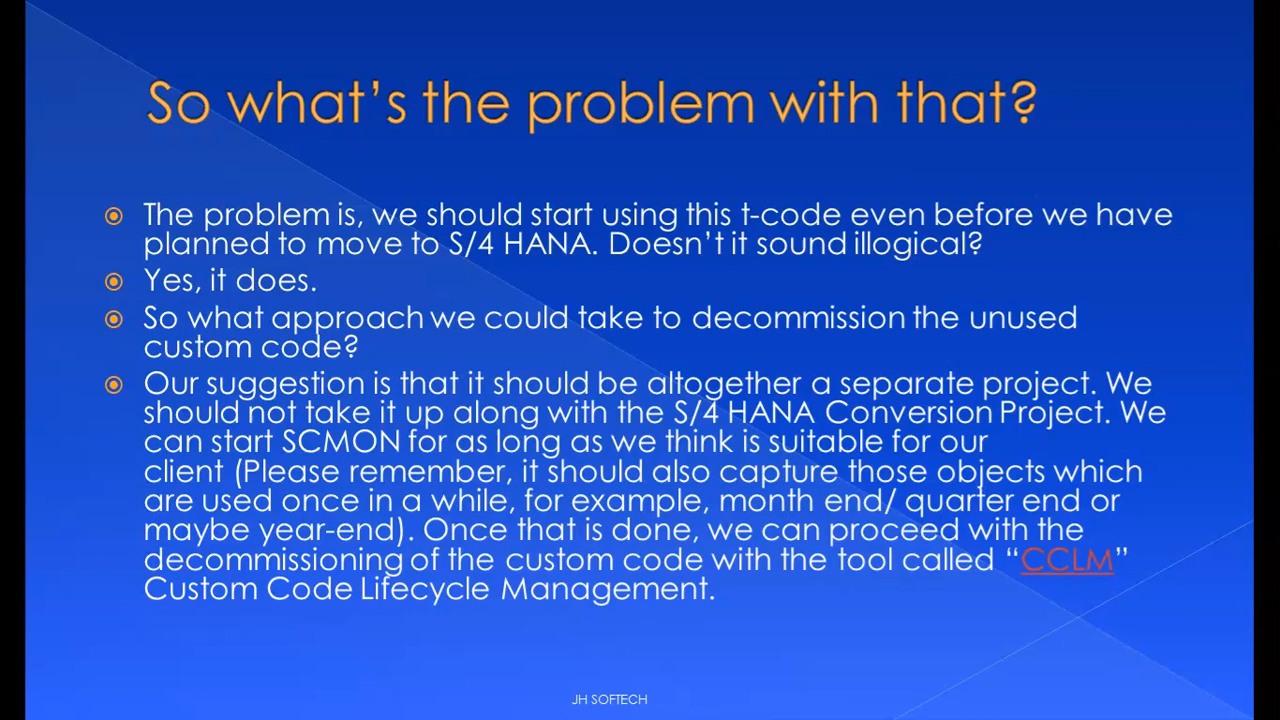 So what’s the problem with that?
The problem is, we should start using this t-code even before we have
planned to move to S/4 HANA. Doesn’t it sound illogical?
Yes, it does.
So what approach we could take to decommission the unused
custom code?
Our suggestion is that it should be altogether a separate project. We
should not take it up along with the S/4 HANA Conversion Project. We
can start SCMON for as long as we think is suitable for our
client (Please remember, it should also capture those objects which
are used once in a while, for example, month end/ quarter end or
maybe year-end). Once that is done, we can proceed with the
decommissioning of the custom code with the tool called “CCLM”
Custom Code Lifecycle Management.
JH SOFTECH